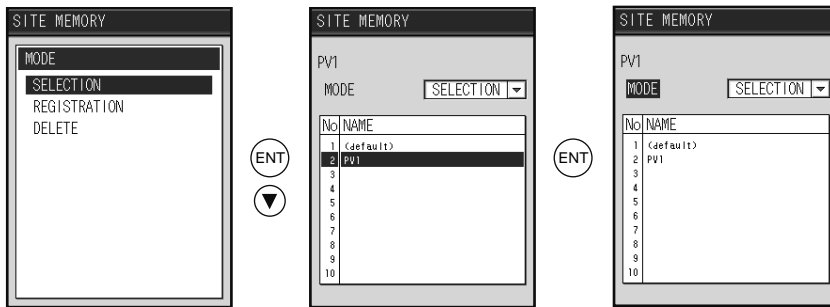 SITE MEMORY
MODE
SELECTION
REGISTRATION
DELETE
ENT
▼
SITE MEMORY
PV1
MODE SELECTION ▼
No NAME
1 (default)
2 PV1
3
4
5
6
7
8
9
10
ENT
SITE MEMORY
PV1
MODE SELECTION ▼
No NAME
1 (default)
2 PV1
3
4
5
6
7
8
9
10